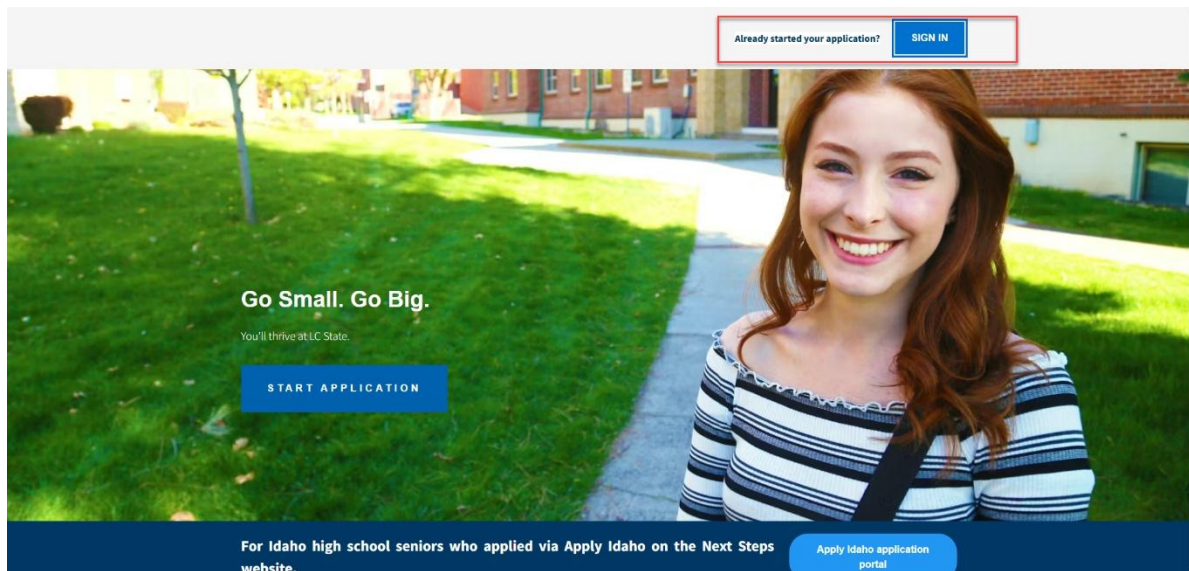 Already started your application?
SIGN IN
Go Small. Go Big.
You'll thrive at LC State.
START APPLICATION
For Idaho high school seniors who applied via Apply Idaho on the Next Steps
website.
Apply Idaho application
portal